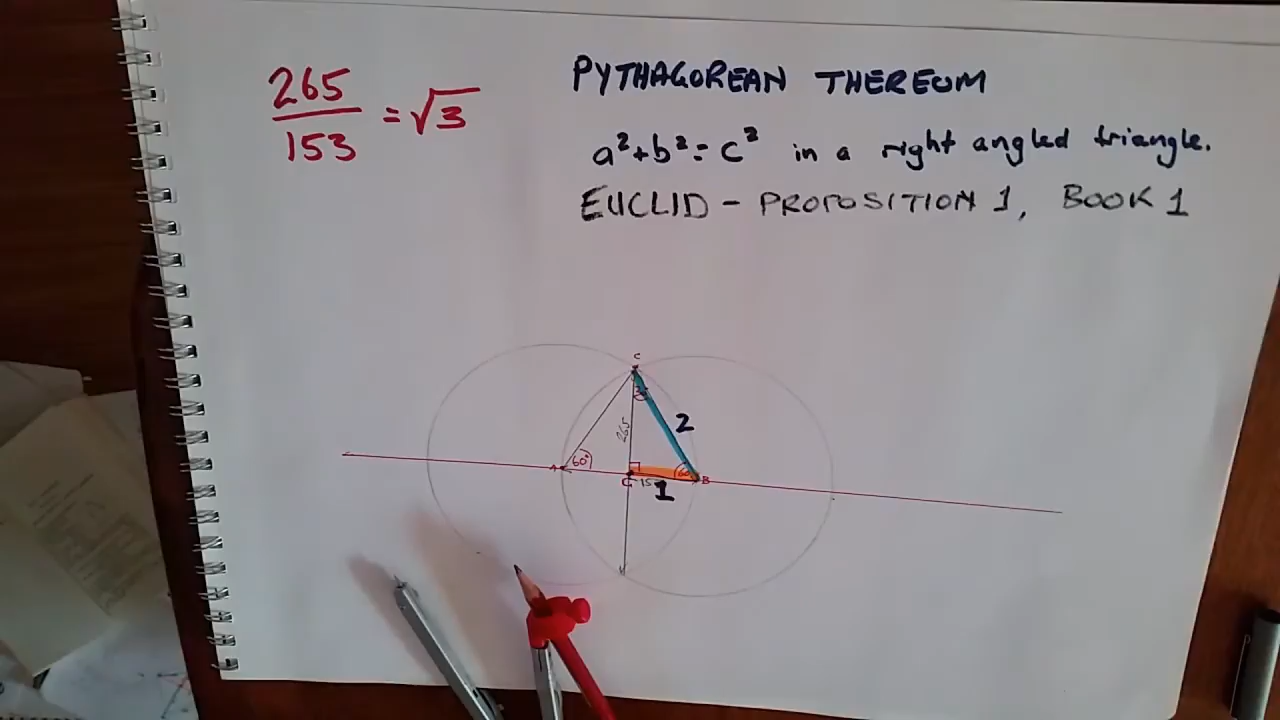 265
153
=√3
PYTHAGOREAN THEREUM
a²+b²=c² in a right angled triangle.
EUCLID - PROPOSITION 1, BOOK 1
C
2
265
60°
A
G
1
B